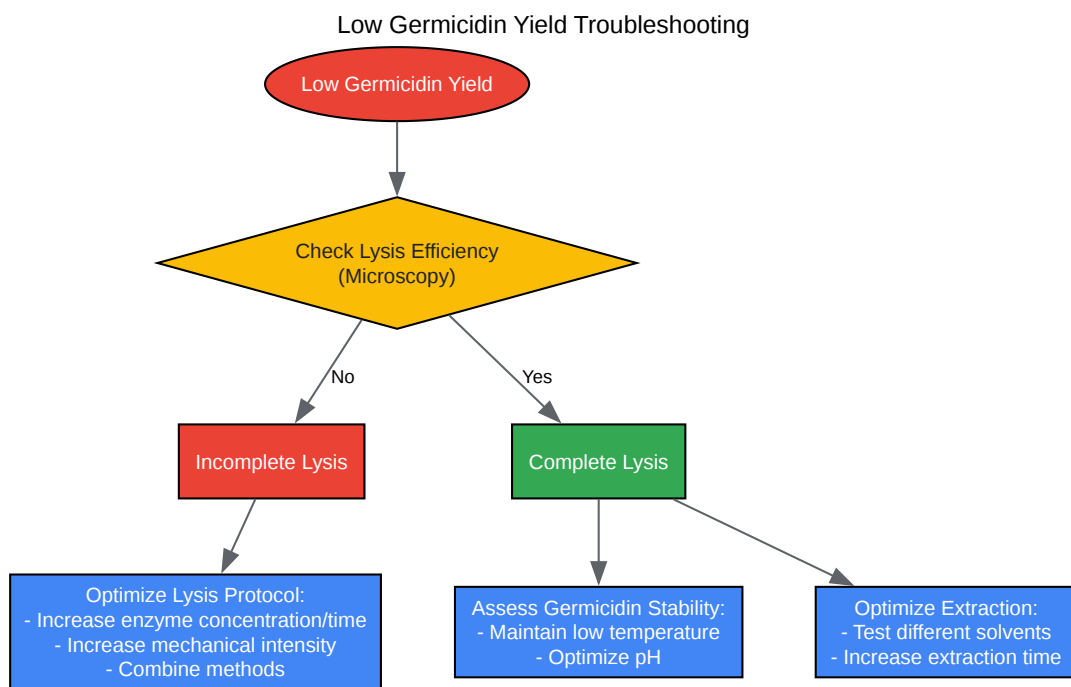 Low Germicidin Yield Troubleshooting
Low Germicidin Yield
Check Lysis Efficiency
(Microscopy)
No
Yes
Incomplete Lysis
Complete Lysis
Optimize Lysis Protocol:
- Increase enzyme concentration/time
- Increase mechanical intensity
- Combine methods
Assess Germicidin Stability:
- Maintain low temperature
- Optimize pH
Optimize Extraction:
- Test different solvents
- Increase extraction time